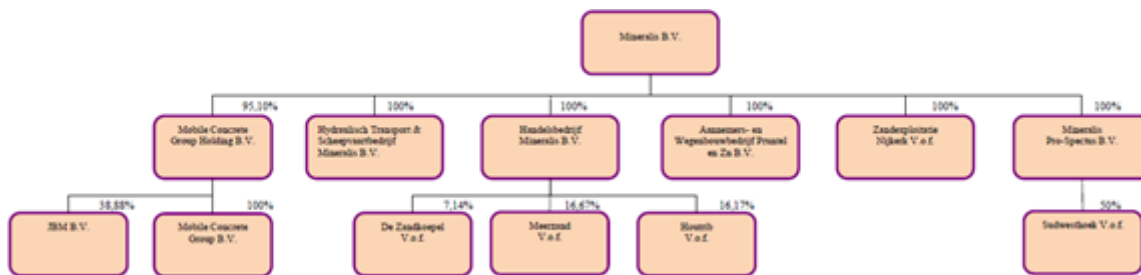 Mineralis B.V.
95,10%
100%
100%
100%
100%
100%
Mobile Concrete
Group Holding B.V.
Hydraulisch Transport &
Scheepvaartbedrijf
Mineralis B.V.
Handelsbedrijf
Mineralis B.V.
Aannemers- en
Wegenbouwbedrijf
en Zn B.V.
Zandexploitatie
Nijkerk V.o.f.
Mineralis
Pro-Spectus B.V.
38,88%
100%
7,14%
16,67%
16,17%
50%
JBM B.V.
Mobile Concrete
Group B.V.
De Zandkoepel
V.o.f.
Meerzand
V.o.f.
Houtrib
V.o.f.
Sudwesthoek V.o.f.